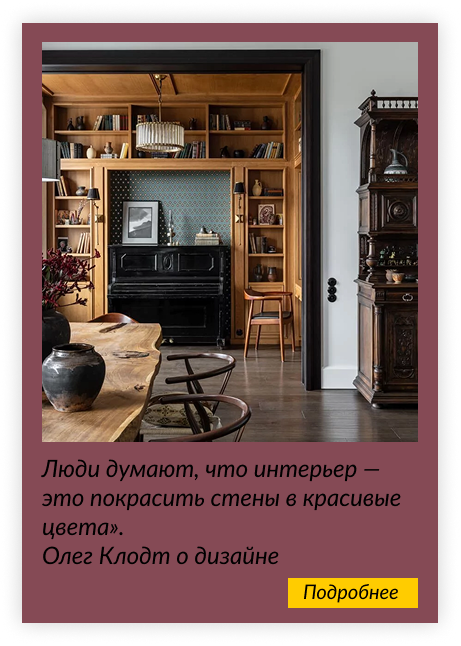 Люди думают, что интерьер —
это покрасить стены в красивые
цвета».
Олег Клодт о дизайне
Подробнее